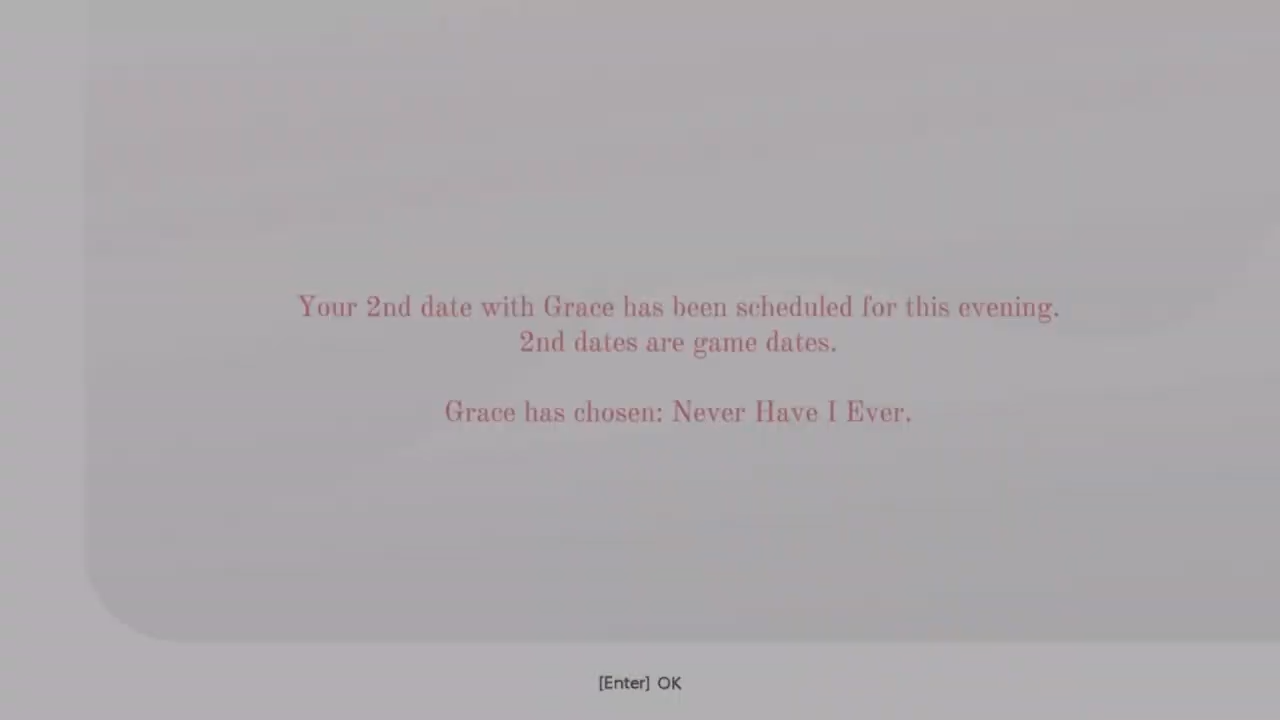 Your 2nd date with Grace has been scheduled for this evening.
2nd dates are game dates.
Grace has chosen: Never Have I Ever.
[Enter] OK